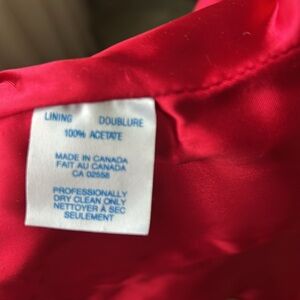 LINING DOUBLURE
100% ACETATE
MADE IN CANADA
FAIT AU CANADA
CA 02558
PROFESSIONALLY
DRY CLEAN ONLY
NETTOYER À SEC
SEULEMENT